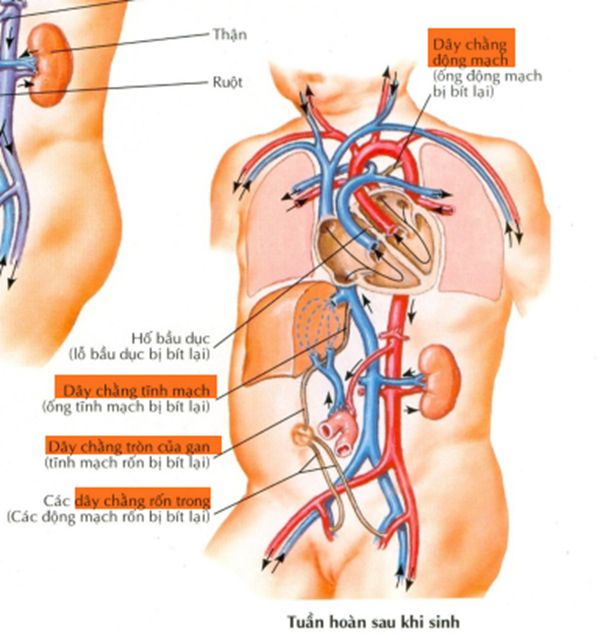 Thận
Ruột
Dây chằng
động mạch
(ống động mạch
bị bít lại)
Hố bầu dục
(lỗ bầu dục bị bít lại)
Dây chằng tĩnh mạch
(ống tĩnh mạch bị bít lại)
Dây chằng tròn của gan
(tĩnh mạch rốn bị bít lại)
Các dây chằng rốn trong
(Các động mạch rốn bị bít lại)
Tuần hoàn sau khi sinh